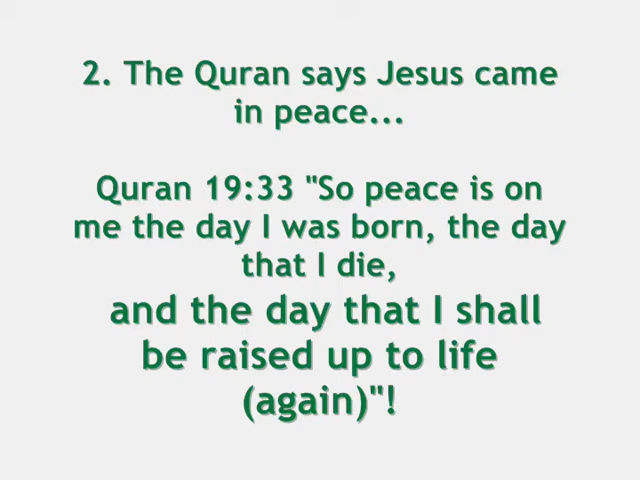 2. The Quran says Jesus came
in peace...
Quran 19:33 "So peace is on
me the day I was born, the day
that I die,
and the day that I shall
be raised up to life
(again)"!